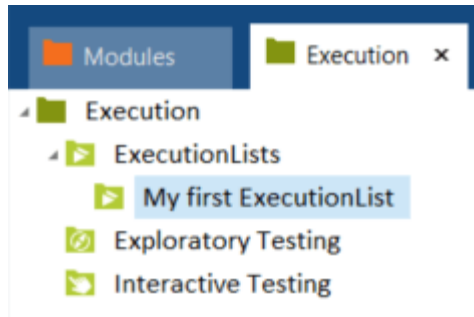 Modules Execution ×
Execution
ExecutionLists
My first ExecutionList
Exploratory Testing
Interactive Testing